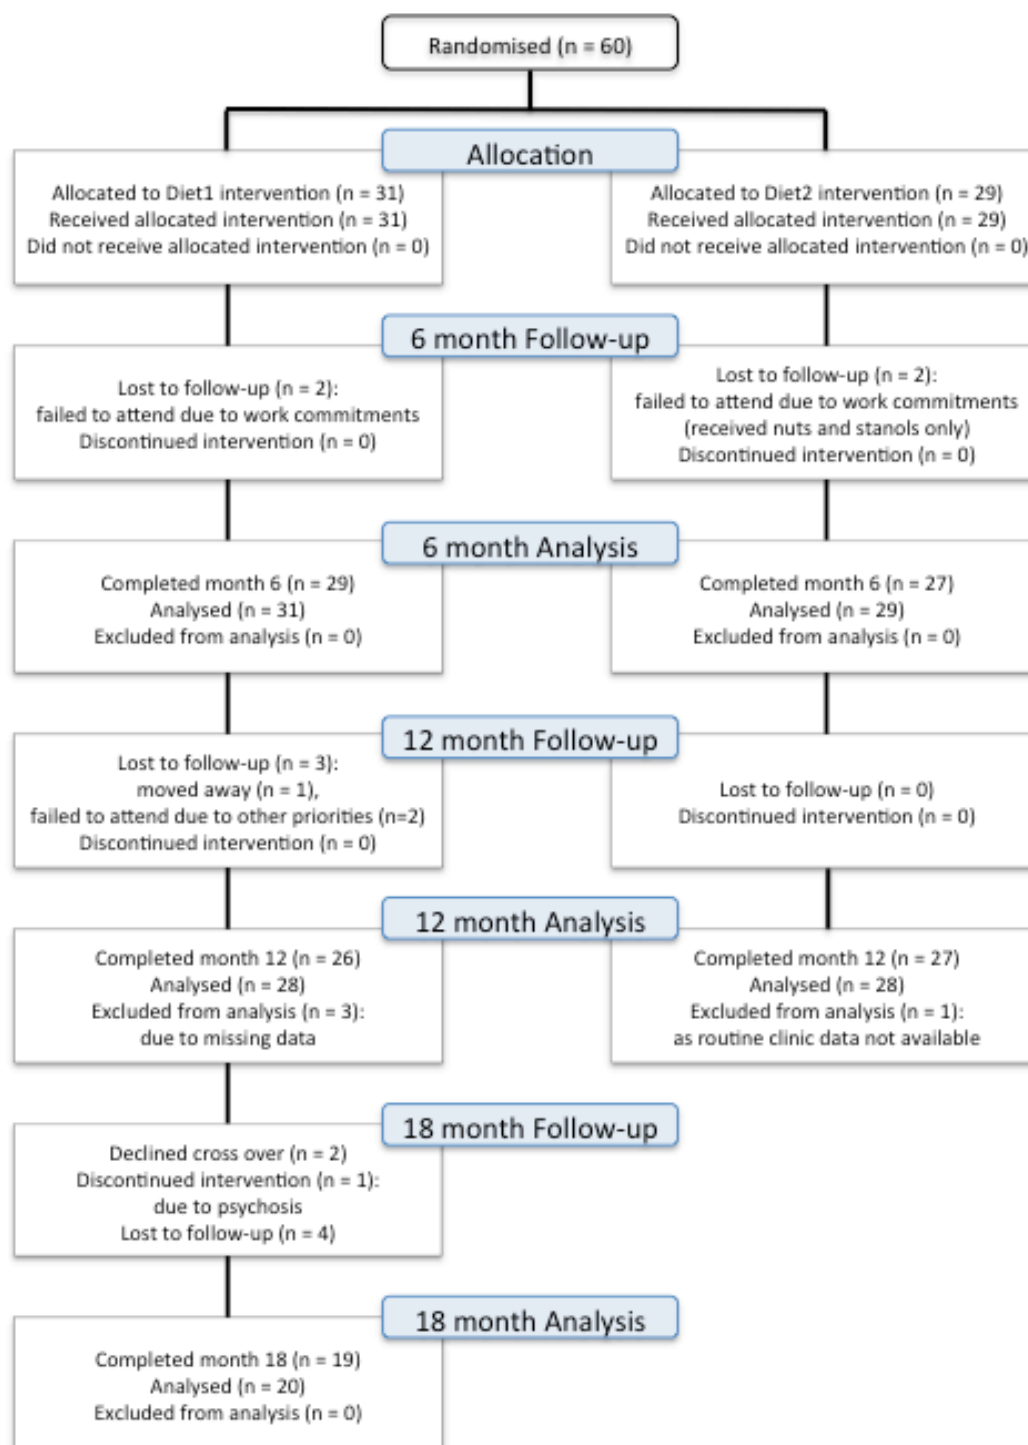 Randomised (n = 60)
Allocation
Allocated to Diet1 intervention (n = 31)
Received allocated intervention (n = 31)
Did not receive allocated intervention (n = 0)
Allocated to Diet2 intervention (n = 29)
Received allocated intervention (n = 29)
Did not receive allocated intervention (n = 0)
6 month Follow-up
Lost to follow-up (n = 2):
failed to attend due to work commitments
Discontinued intervention (n = 0)
Lost to follow-up (n = 2):
failed to attend due to work commitments
(received nuts and stanols only)
Discontinued intervention (n = 0)
6 month Analysis
Completed month 6 (n = 29)
Analysed (n = 31)
Excluded from analysis (n = 0)
Completed month 6 (n = 27)
Analysed (n = 29)
Excluded from analysis (n = 0)
12 month Follow-up
Lost to follow-up (n = 3):
moved away (n = 1),
failed to attend due to other priorities (n=2)
Discontinued intervention (n = 0)
Lost to follow-up (n = 0)
Discontinued intervention (n = 0)
12 month Analysis
Completed month 12 (n = 26)
Analysed (n = 28)
Excluded from analysis (n = 3):
due to missing data
Completed month 12 (n = 27)
Analysed (n = 28)
Excluded from analysis (n = 1):
as routine clinic data not available
18 month Follow-up
Declined cross over (n = 2)
Discontinued intervention (n = 1):
due to psychosis
Lost to follow-up (n = 4)
18 month Analysis
Completed month 18 (n = 19)
Analysed (n = 20)
Excluded from analysis (n = 0)